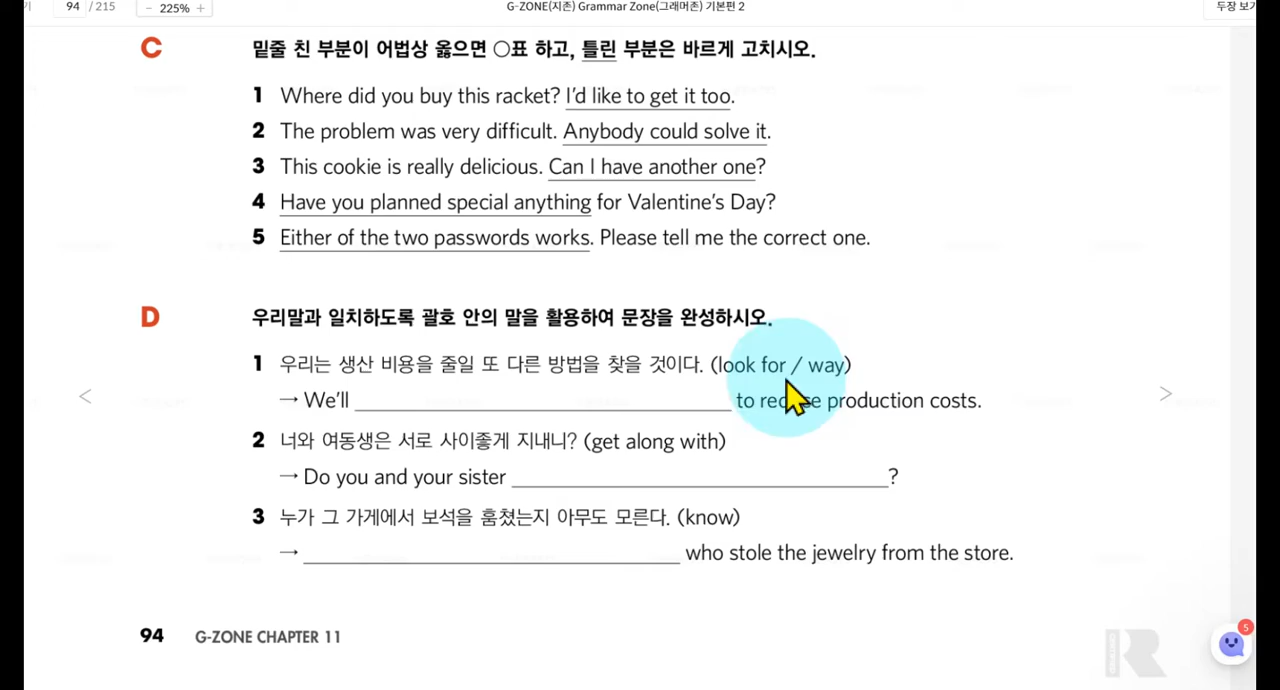 94 / 215 − 225% + G-ZONE(지존) Grammar Zone(그래머존) 기본편 2 두장 보기
C 밑줄 친 부분이 어법상 옳으면 ○표 하고, 틀린 부분은 바르게 고치시오.
1 Where did you buy this racket? I'd like to get it too.
2 The problem was very difficult. Anybody could solve it.
3 This cookie is really delicious. Can I have another one?
4 Have you planned special anything for Valentine's Day?
5 Either of the two passwords works. Please tell me the correct one.
D 우리말과 일치하도록 괄호 안의 말을 활용하여 문장을 완성하시오.
1 우리는 생산 비용을 줄일 또 다른 방법을 찾을 것이다. (look for / way)
→ We'll to reduce production costs.
2 너와 여동생은 서로 사이좋게 지내니? (get along with)
→ Do you and your sister ?
3 누가 그 가게에서 보석을 훔쳤는지 아무도 모른다. (know)
→ who stole the jewelry from the store.
94 G-ZONE CHAPTER 11
5